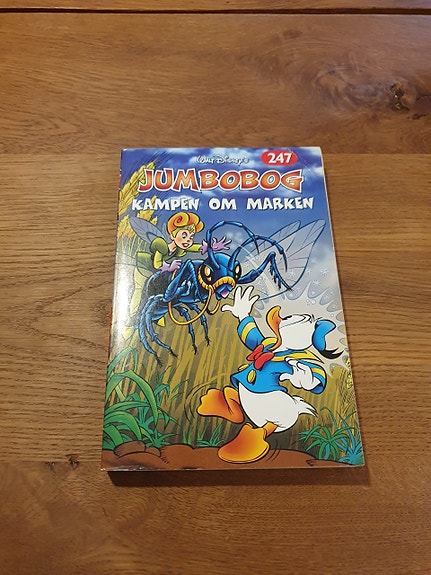 Walt Disney's
247
JUMBOBOG
KAMPEN OM MARKEN